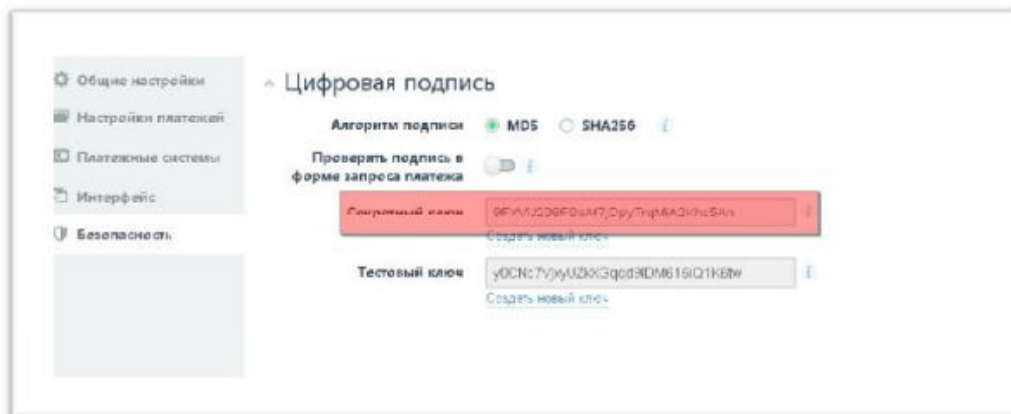 Общие настройки
Настройки платежей
Платежные системы
Интерфейс
Безопасность
Цифровая подпись
Алгоритм подписи MD5 SHA256
Проверять подпись в
форме запроса платежа
Секретный ключ
Создать новый ключ
Тестовый ключ
Создать новый ключ